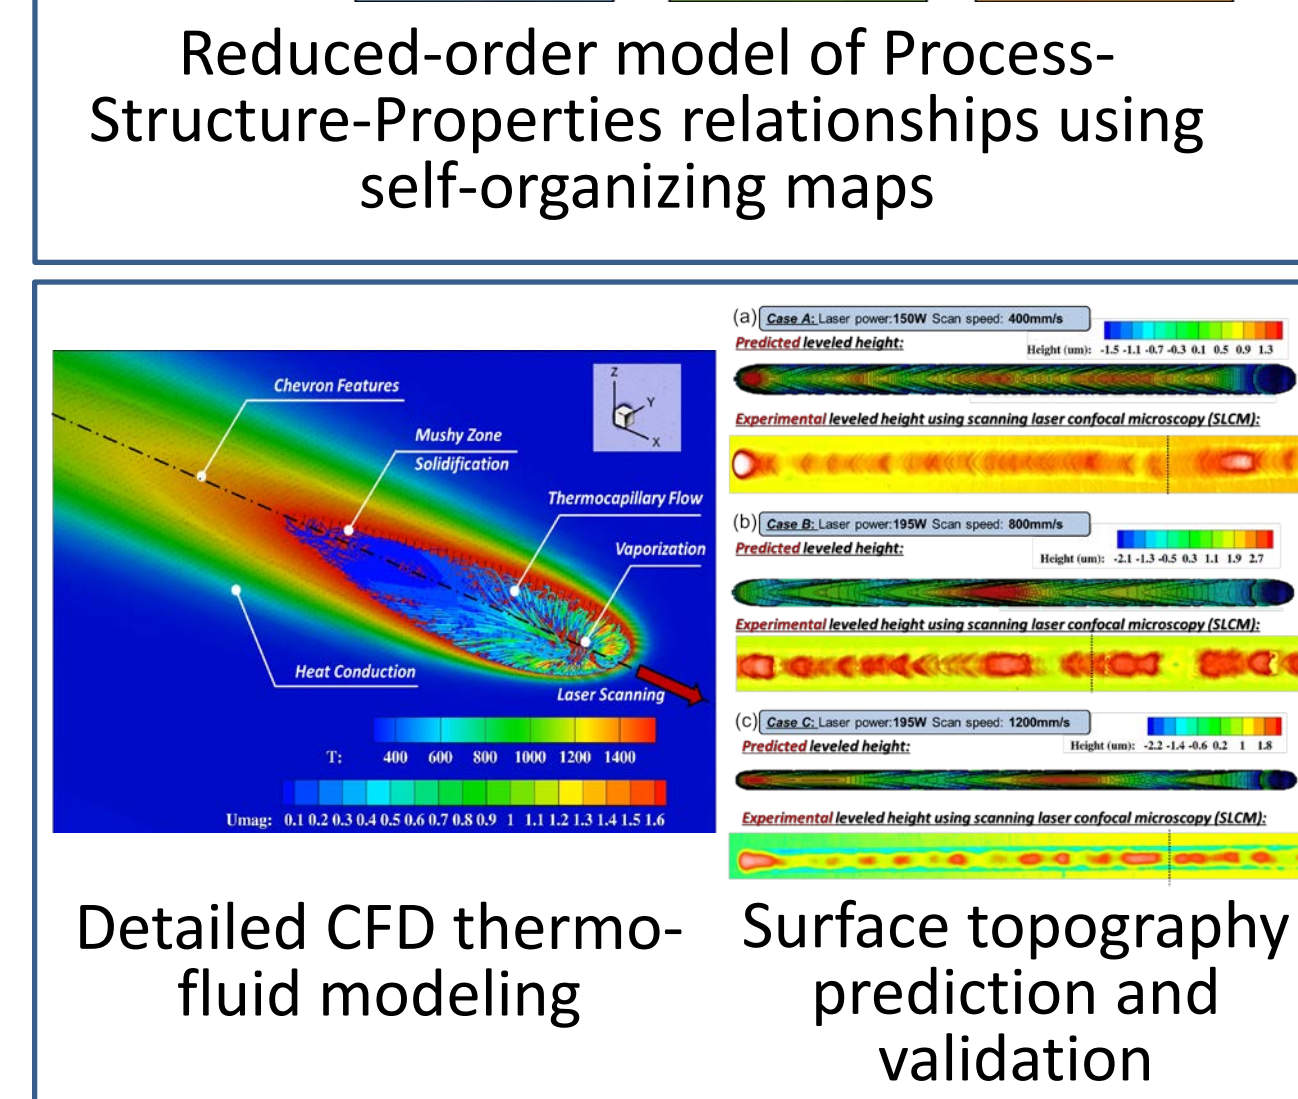 Reduced-order model of Process-
Structure-Properties relationships using
self-organizing maps
Chevron Features
Mushy Zone
Solidification
Thermocapillary Flow
Vaporization
Heat Conduction
Laser Scanning
Z
Y
X
T: 400 600 800 1000 1200 1400
Umag: 0.1 0.2 0.3 0.4 0.5 0.6 0.7 0.8 0.9 1 1.1 1.2 1.3 1.4 1.5 1.6
Detailed CFD thermo-
fluid modeling
(a) Case A: Laser power:150W Scan speed: 400mm/s
Predicted leveled height:
Height (um): -1.5 -1.1 -0.7 -0.3 0.1 0.5 0.9 1.3
Experimental leveled height using scanning laser confocal microscopy (SLCM):
(b) Case B: Laser power:195W Scan speed: 800mm/s
Predicted leveled height:
Height (um): -2.1 -1.3 -0.5 0.3 1.1 1.9 2.7
Experimental leveled height using scanning laser confocal microscopy (SLCM):
(c) Case C: Laser power:195W Scan speed: 1200mm/s
Predicted leveled height:
Height (um): -2.2 -1.4 -0.6 0.2 1 1.8
Experimental leveled height using scanning laser confocal microscopy (SLCM):
Surface topography
prediction and
validation